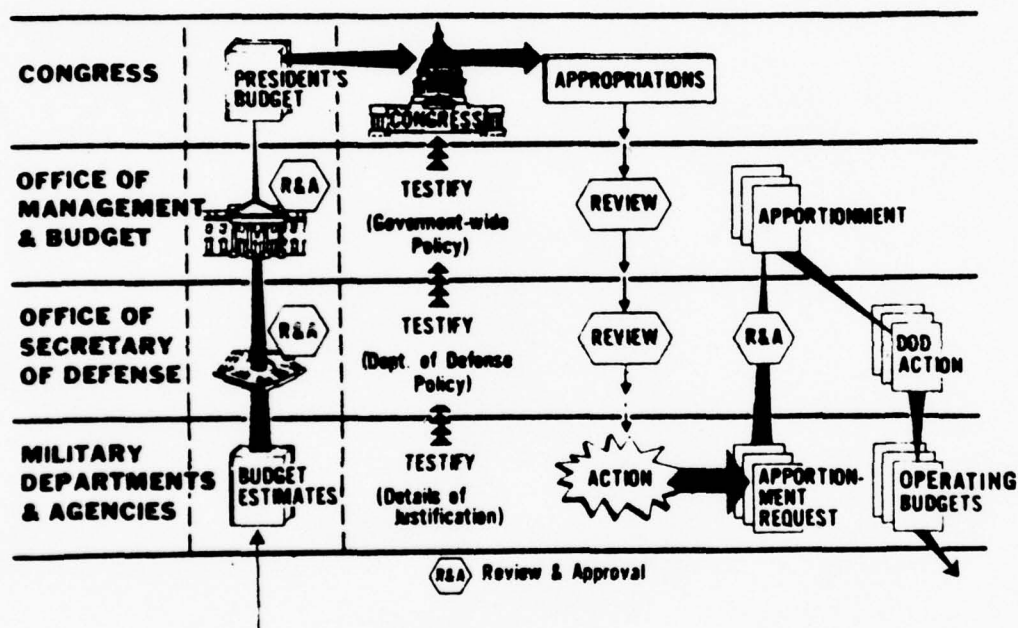 CONGRESS
PRESIDENT'S
BUDGET
CONGRESS
APPROPRIATIONS
OFFICE OF
MANAGEMENT
& BUDGET
R&A
TESTIFY
(Goverment-wide
Policy)
REVIEW
APPORTIONMENT
OFFICE OF
SECRETARY
OF DEFENSE
R&A
TESTIFY
(Dept. of Defense
Policy)
REVIEW
R&A
DOD
ACTION
MILITARY
DEPARTMENTS
& AGENCIES
BUDGET
ESTIMATES
TESTIFY
(Details of
Justification)
ACTION
APPORTION-
MENT
REQUEST
OPERATING
BUDGETS
R&A Review & Approval